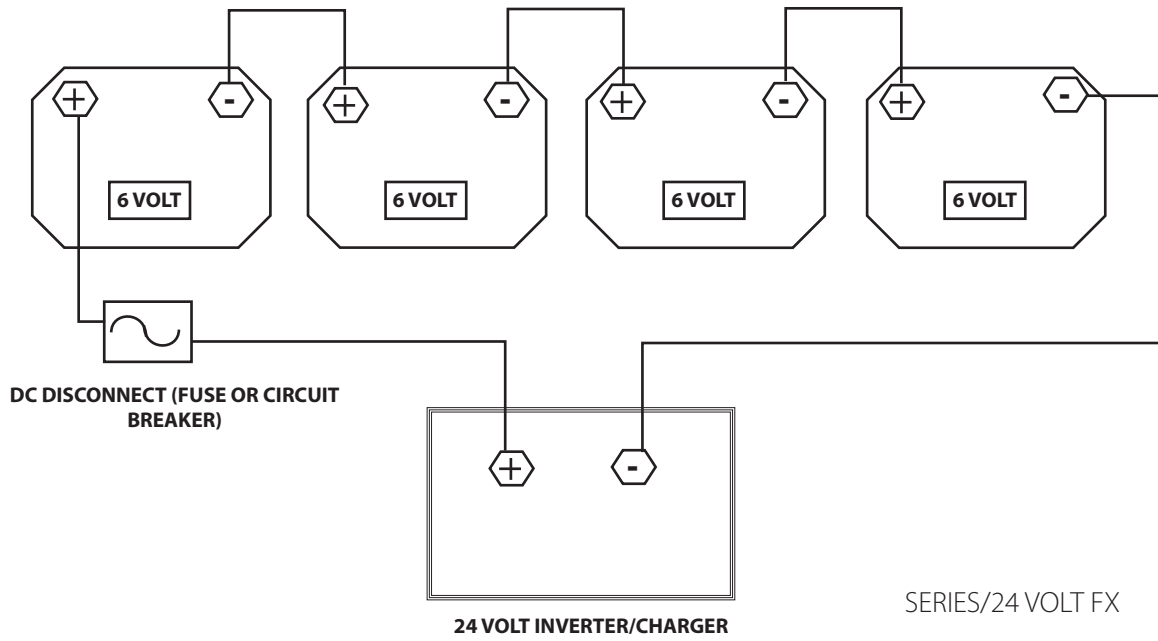 + - + - + - + -
6 VOLT 6 VOLT 6 VOLT 6 VOLT
DC DISCONNECT (FUSE OR CIRCUIT
BREAKER)
+ -
24 VOLT INVERTER/CHARGER
SERIES/24 VOLT FX